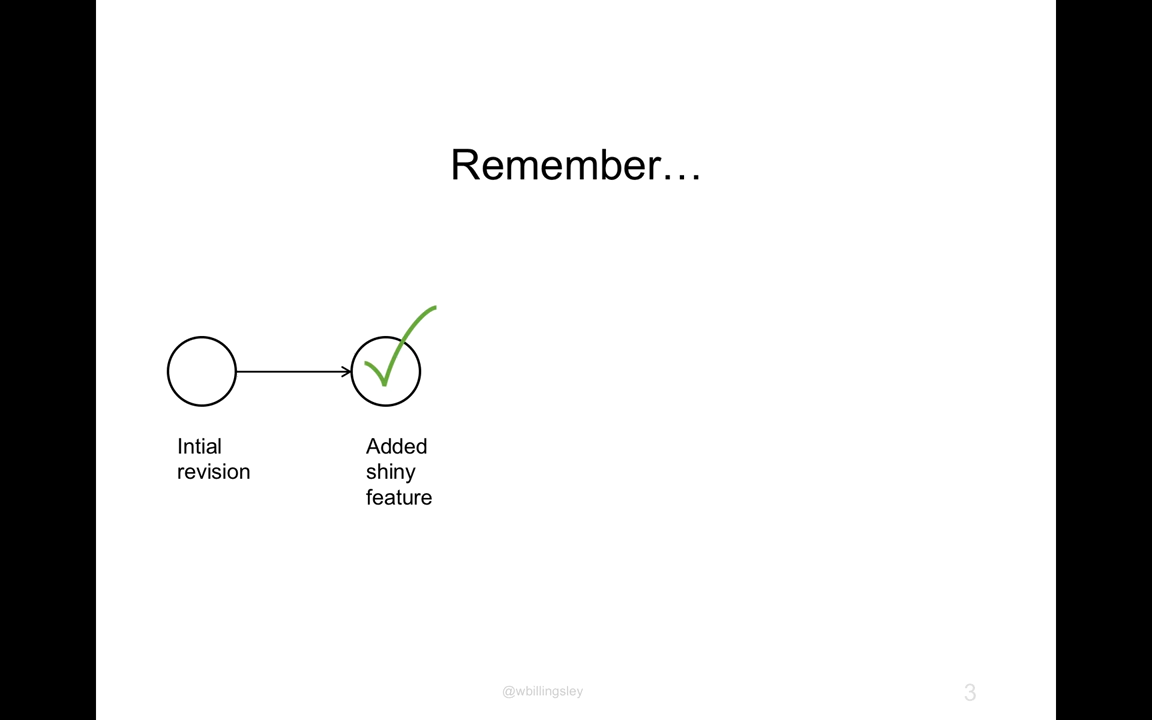 Remember…
Intial
revision
Added
shiny
feature
@wbillingsley
3